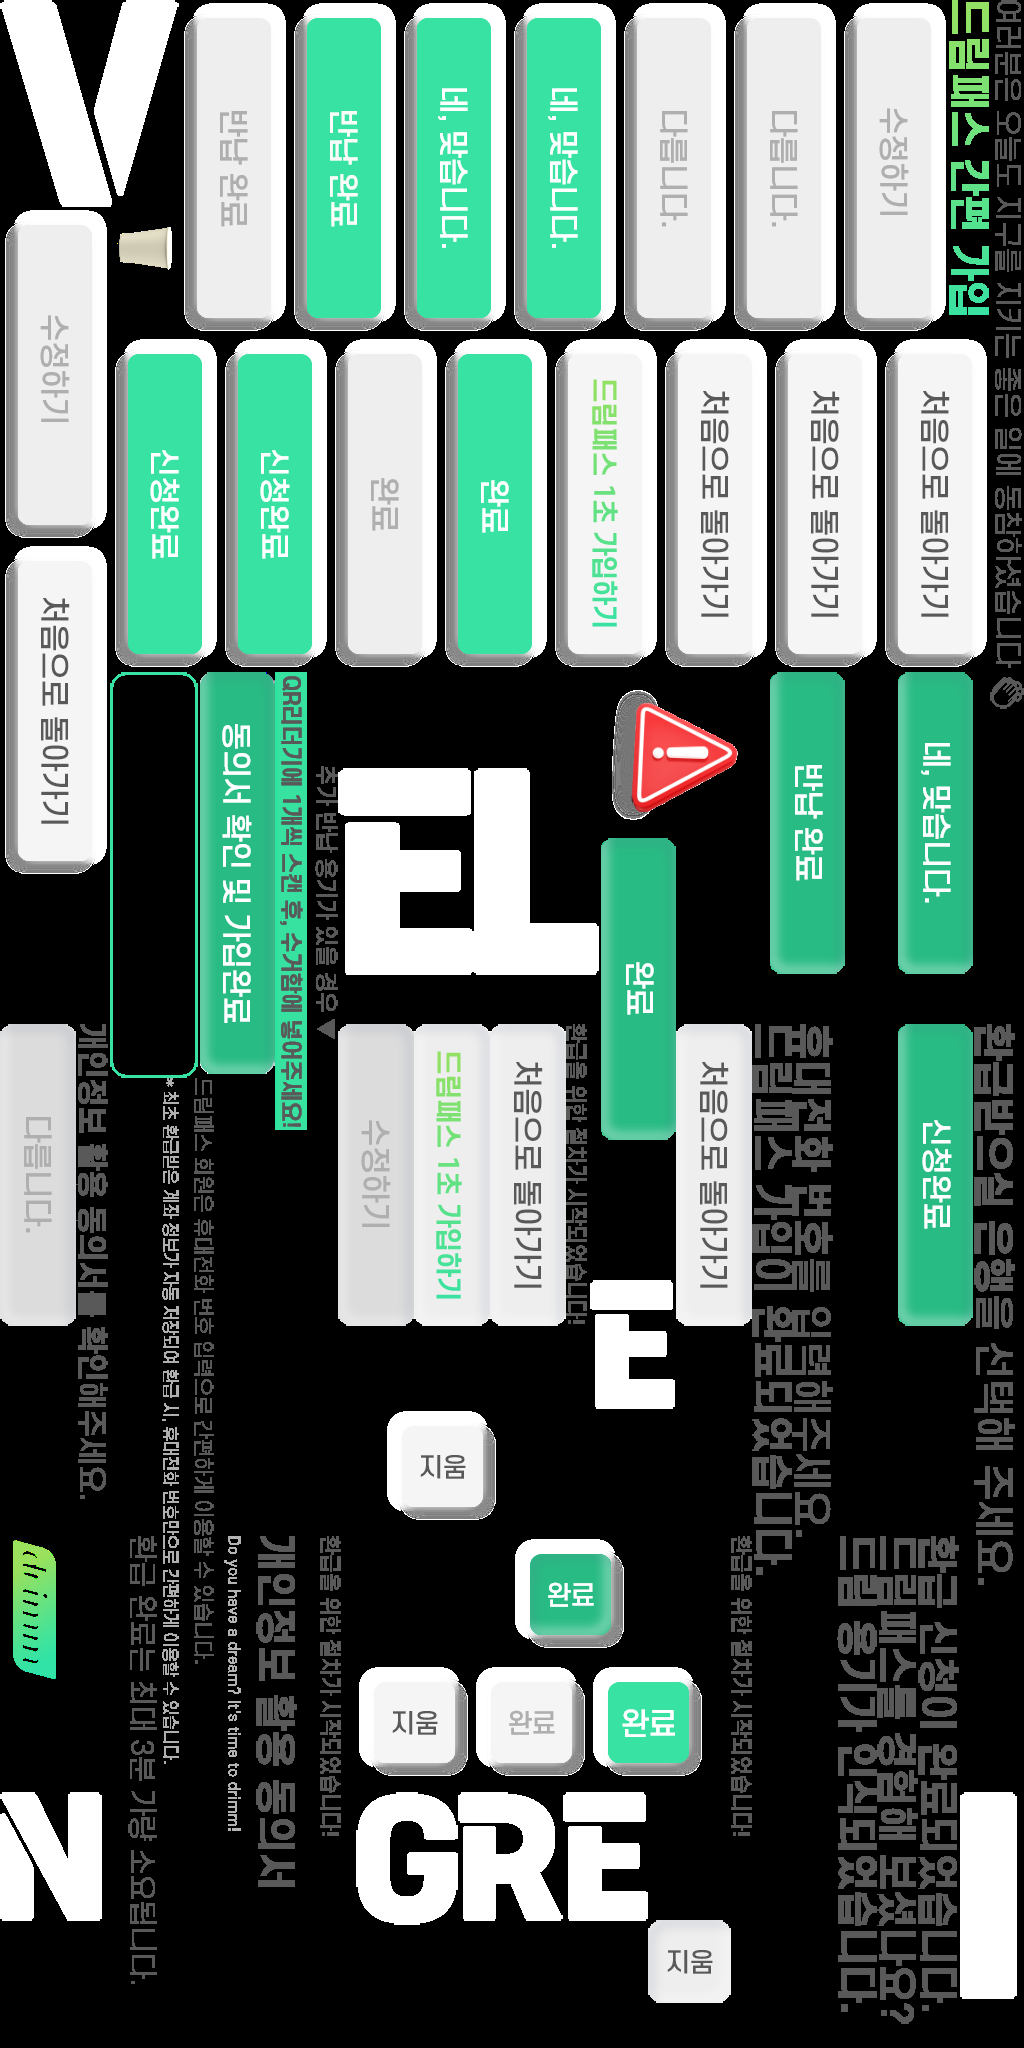 여러분은 오늘도 지구를 지키는 좋은 일에 동참하셨습니다
드림패스 간편 가입
수정하기
다릅니다.
다릅니다.
네, 맞습니다.
네, 맞습니다.
반납 완료
반납 완료
V
처음으로 돌아가기
처음으로 돌아가기
처음으로 돌아가기
드림패스 1초 가입하기
완료
완료
신청완료
신청완료
수정하기
처음으로 돌아가기
네, 맞습니다.
반납 완료
완료
EL
추가 반납 용기가 있을 경우 ▼
QR리더기에 1개씩 스캔 후, 수거함에 넣어주세요!
동의서 확인 및 가입완료
환급받으실 은행을 선택해 주세요.
신청완료
휴대전화 번호를 입력해주세요.
드림패스 가입이 완료되었습니다.
처음으로 돌아가기
환급을 위한 절차가 시작되었습니다!
처음으로 돌아가기
드림패스 1초 가입하기
수정하기
드림패스 회원은 휴대전화 번호 입력으로 간편하게 이용할 수 있습니다.
* 최초 환급받은 계좌 정보가 자동 저장되어 환급 시, 휴대전화 번호만으로 간편하게 이용할 수 있습니다.
개인정보 활용 동의서를 확인해주세요.
다릅니다.
E
지움
환급 신청이 완료되었습니다.
드림패스를 경험해 보셨나요?
드림 용기가 인식되었습니다.
환급을 위한 절차가 시작되었습니다!
완료
환급을 위한 절차가 시작되었습니다!
개인정보 활용 동의서
Do you have a dream? It's time to drimm!
환급 완료는 최대 3분 가량 소요됩니다.
지움
완료
완료
N
GRE
지움